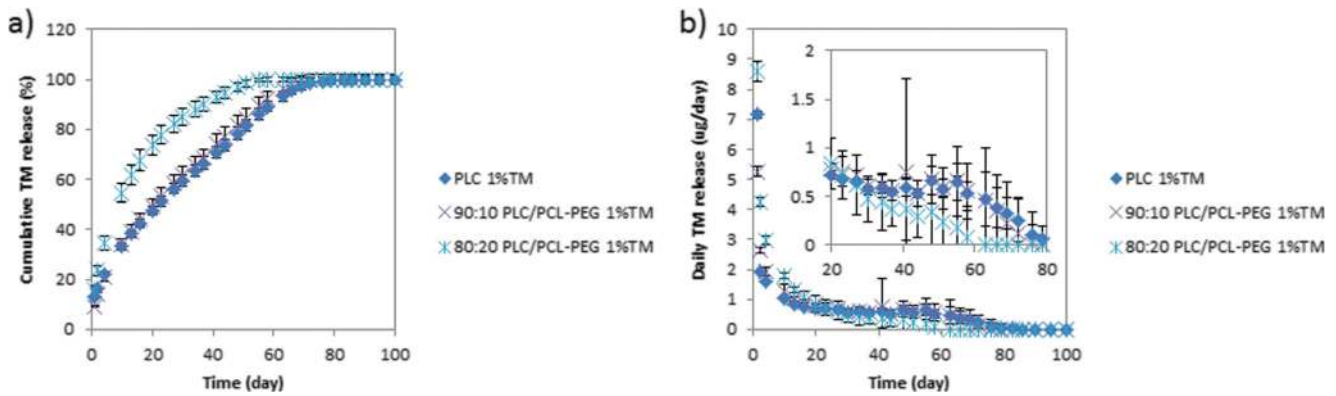 a)
Cumulative TM release (%)
120
100
80
60
40
20
0
0 20 40 60 80 100
Time (day)
PLC 1%TM
90:10 PLC/PCL-PEG 1%TM
80:20 PLC/PCL-PEG 1%TM
b)
Daily TM release (ug/day)
10
9
8
7
6
5
4
3
2
1
0
0 20 40 60 80 100
Time (day)
2
1.5
1
0.5
0
20 40 60 80
PLC 1%TM
90:10 PLC/PCL-PEG 1%TM
80:20 PLC/PCL-PEG 1%TM